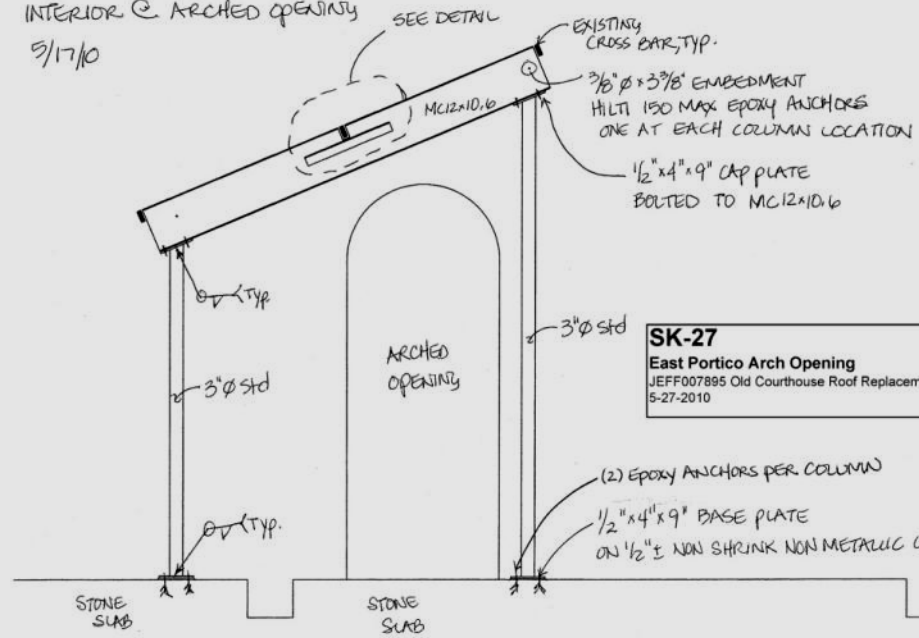 INTERIOR @ ARCHED OPENING
5/17/10
SEE DETAIL
EXISTING
CROSS BAR, TYP.
3/8"Ø x 3 3/8" EMBEDMENT
HILTI 150 MAX EPOXY ANCHORS
ONE AT EACH COLUMN LOCATION
MC12x10.6
1/2"x4"x9" CAP PLATE
BOLTED TO MC12x10.6
TYP.
3"Ø Std
ARCHED
OPENING
3"Ø Std
SK-27
East Portico Arch Opening
JEFF007895 Old Courthouse Roof Replacem
5-27-2010
(2) EPOXY ANCHORS PER COLUMN
TYP.
1/2"x4"x9" BASE PLATE
ON 1/2"± NON SHRINK NON METALLIC G
STONE
SLAB
STONE
SLAB